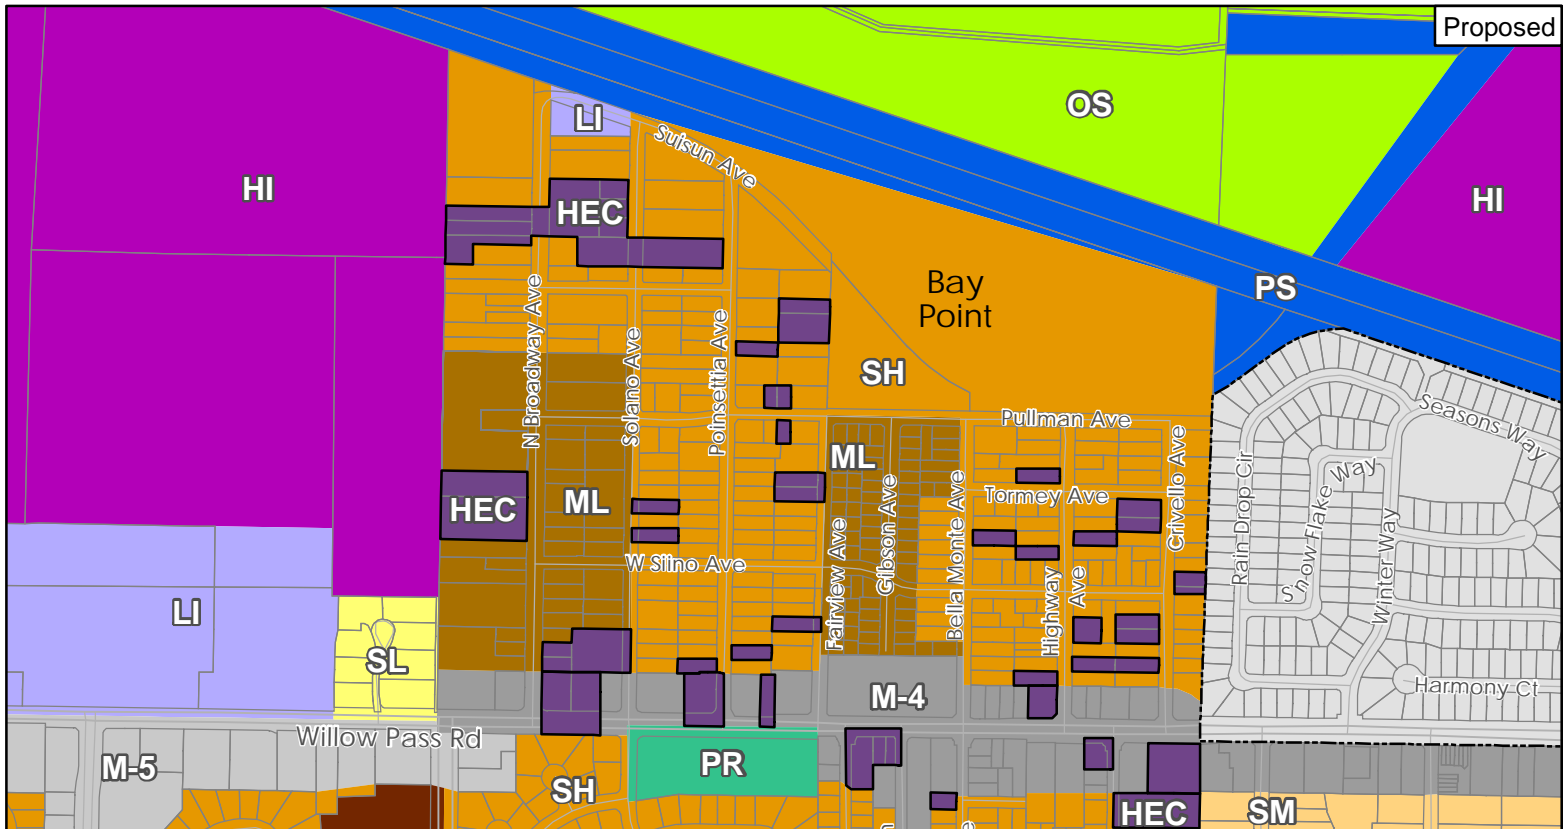 Proposed
OS
LI
Suisun Ave
HI
HI
HEC
Bay
Point
PS
N Broadway Ave
Solano Ave
Poinsettia Ave
SH
Pullman Ave
Seasons Way
ML
Way
Snow Flake
Rain Drop Cir
Crivello Ave
Tormey Ave
HEC
ML
Gibson Ave
Bella Monte Ave
Fairview Ave
W Siino Ave
Highway
Ave
Winter Way
LI
SL
M-4
Harmony Ct
Willow Pass Rd
M-5
PR
SH
HEC
SM